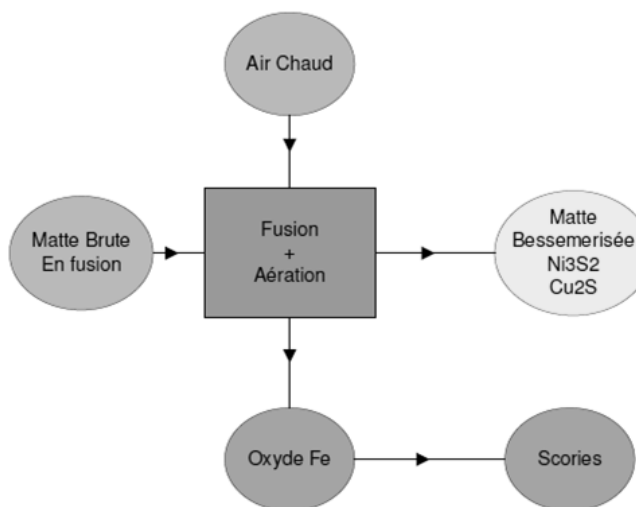 Air Chaud
Matte Brute
En fusion
Fusion
+
Aération
Matte
Bessemerisée
Ni3S2
Cu2S
Oxyde Fe
Scories